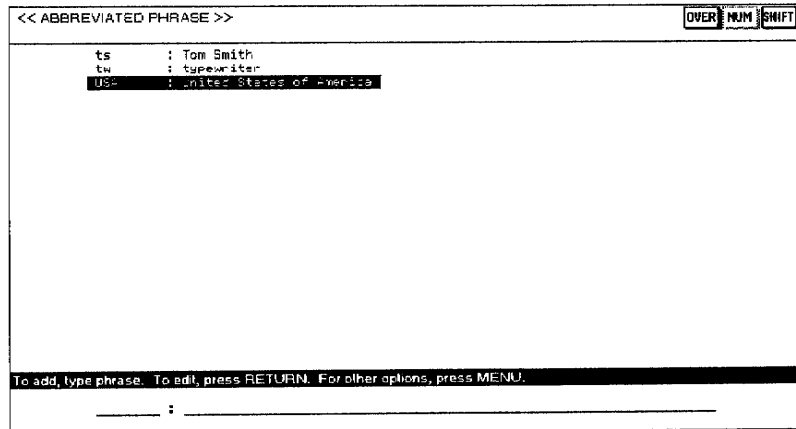 << ABBREVIATED PHRASE >> OVER NUM SHIFT
ts : Tom Smith
tw : typewriter
USA : United States of America
To add, type phrase. To edit, press RETURN. For other options, press MENU.
: